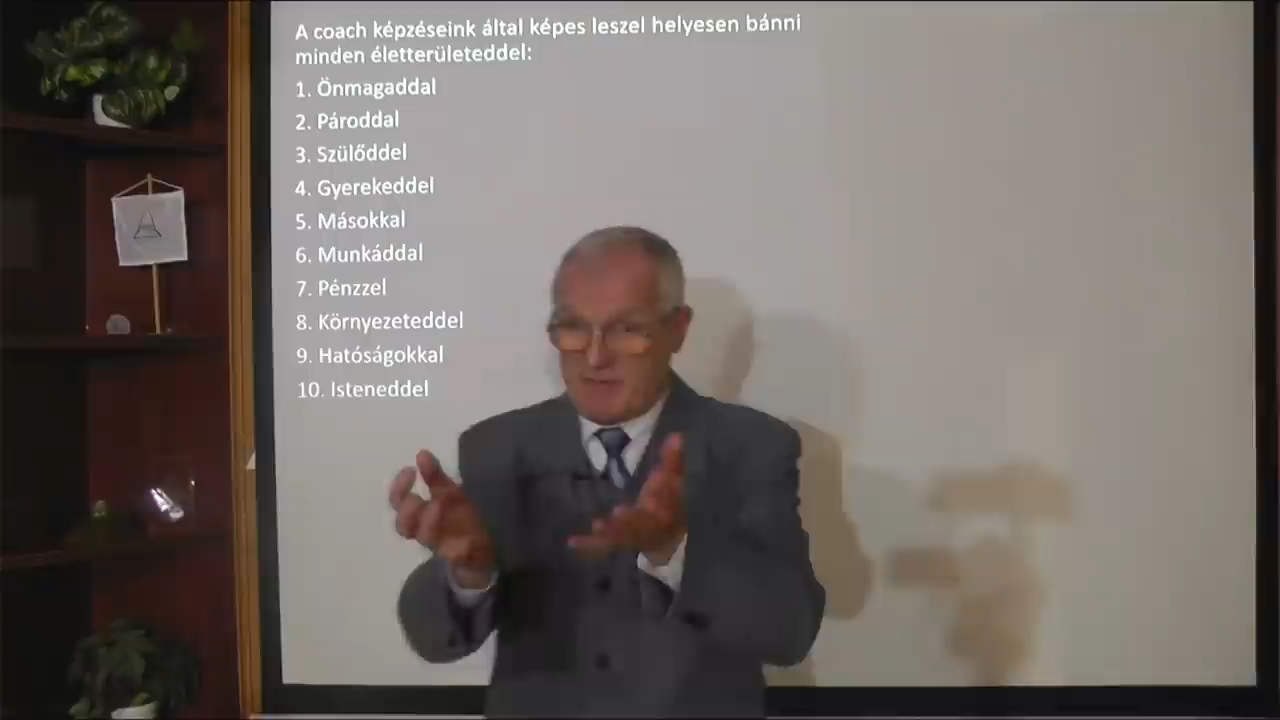 A coach képzéseink által képes leszel helyesen bánni
minden életterületeddel:
1. Önmagaddal
2. Pároddal
3. Szülőddel
4. Gyerekeddel
5. Másokkal
6. Munkáddal
7. Pénzzel
8. Környezeteddel
9. Hatóságokkal
10. Isteneddel